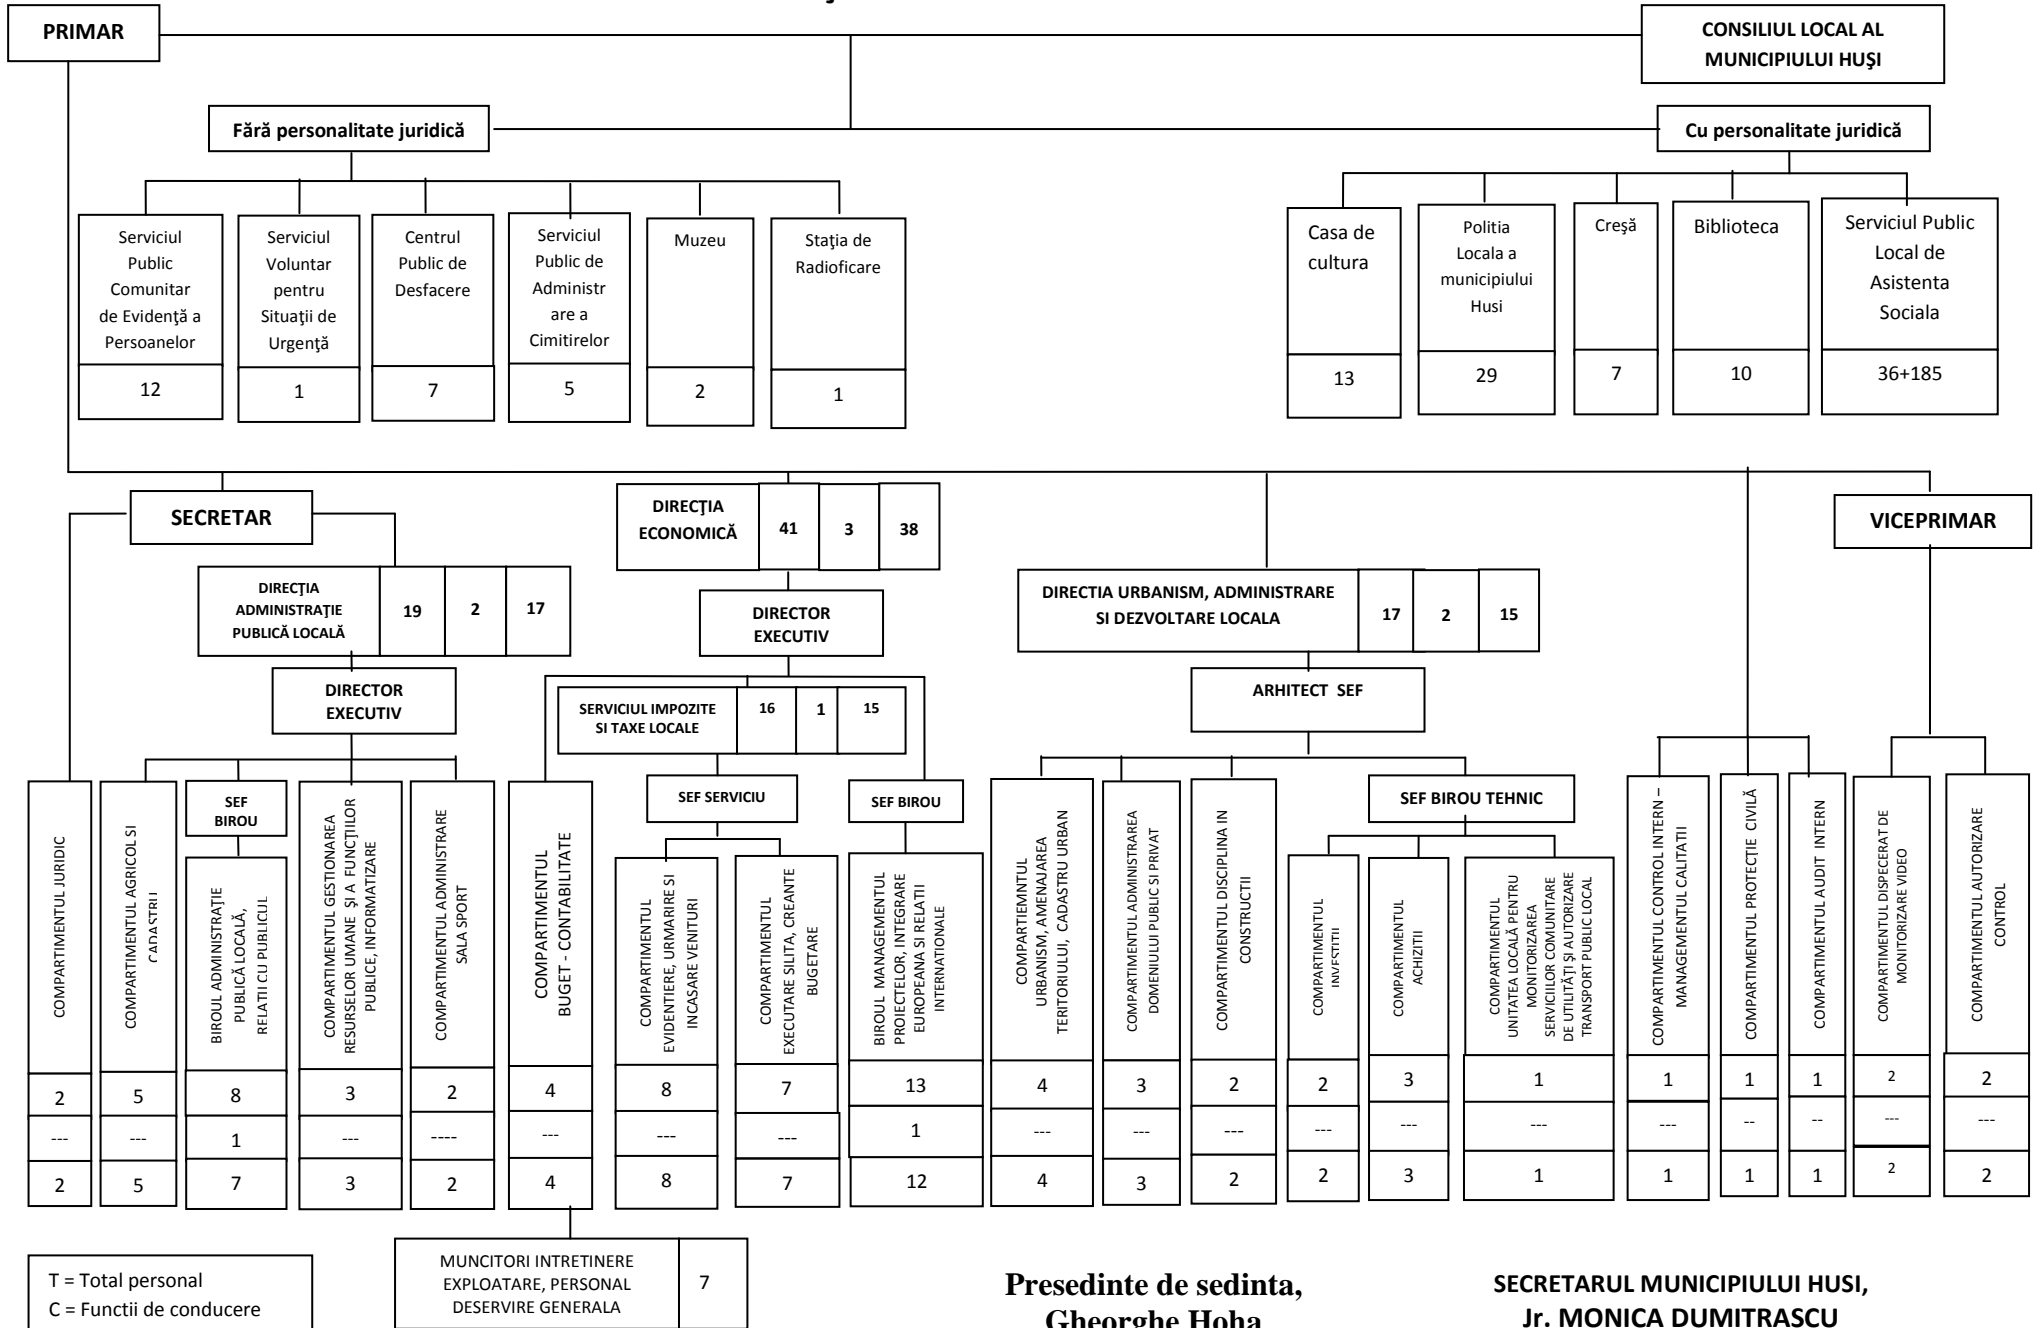 PRIMAR
CONSILIUL LOCAL AL
MUNICIPIULUI HUŞI
Fără personalitate juridică
Cu personalitate juridică
Serviciul
Public
Comunitar
de Evidenţă a
Persoanelor
12
Serviciul
Voluntar
pentru
Situaţii de
Urgenţă
1
Centrul
Public de
Desfacere
7
Serviciul
Public de
Administr
are a
Cimitirelor
5
Muzeu
2
Staţia de
Radioficare
1
Casa de
cultura
13
Politia
Locala a
municipiului
Husi
29
Creşă
7
Biblioteca
10
Serviciul Public
Local de
Asistenta
Sociala
36+185
SECRETAR
DIRECŢIA
ECONOMICĂ
41
3
38
VICEPRIMAR
DIRECŢIA
ADMINISTRAŢIE
PUBLICĂ LOCALĂ
19
2
17
DIRECTOR
EXECUTIV
DIRECTIA URBANISM, ADMINISTRARE
SI DEZVOLTARE LOCALA
17
2
15
DIRECTOR
EXECUTIV
SERVICIUL IMPOZITE
SI TAXE LOCALE
16
1
15
ARHITECT SEF
SEF
BIROU
SEF SERVICIU
SEF BIROU
SEF BIROU TEHNIC
COMPARTIMENTUL JURIDIC
2
---
2
COMPARTIMENTUL AGRICOL SI
CADASTRU
5
---
5
BIROUL ADMINISTRAŢIE
PUBLICĂ LOCALĂ,
RELATII CU PUBLICUL
8
1
7
COMPARTIMENTUL GESTIONAREA
RESURSELOR UMANE ŞI A FUNCŢIILOR
PUBLICE, INFORMATIZARE
3
---
3
COMPARTIMENTUL ADMINISTRARE
SALA SPORT
2
----
2
COMPARTIMENTUL
BUGET - CONTABILITATE
4
---
4
COMPARTIMENTUL
EVIDENTIERE, URMARIRE SI
INCASARE VENITURI
8
---
8
COMPARTIMENTUL
EXECUTARE SILITA, CREANTE
BUGETARE
7
---
7
BIROUL MANAGEMENTUL
PROIECTELOR, INTEGRARE
EUROPEANA SI RELATII
INTERNATIONALE
13
1
12
COMPARTIEMNTUL
URBANISM, AMENAJAREA
TERITORIULUI, CADASTRU URBAN
4
---
4
COMPARTIMENTUL ADMINISTRAREA
DOMENIULUI PUBLIC SI PRIVAT
3
---
3
COMPARTIMENTUL DISCIPLINA IN
CONSTRUCTII
2
---
2
COMPARTIMENTUL
INVESTITII
2
---
2
COMPARTIMENTUL
ACHIZITII
3
---
3
COMPARTIMENTUL
UNITATEA LOCALĂ PENTRU
MONITORIZAREA
SERVICIILOR COMUNITARE
DE UTILITĂŢI ŞI AUTORIZARE
TRANSPORT PUBLIC LOCAL
1
---
1
COMPARTIMENTUL CONTROL INTERN –
MANAGEMENTUL CALITATII
1
---
1
COMPARTIMENTUL PROTECTIE CIVILĂ
1
--
1
COMPARTIMENTUL AUDIT INTERN
1
--
1
COMPARTIMENTUL DISPECERAT DE
MONITORIZARE VIDEO
2
---
2
COMPARTIMENTUL AUTORIZARE
CONTROL
2
---
2
MUNCITORI INTRETINERE
EXPLOATARE, PERSONAL
DESERVIRE GENERALA
7
T = Total personal
C = Functii de conducere
Presedinte de sedinta,
Gheorghe Hoha
SECRETARUL MUNICIPIULUI HUSI,
Jr. MONICA DUMITRASCU